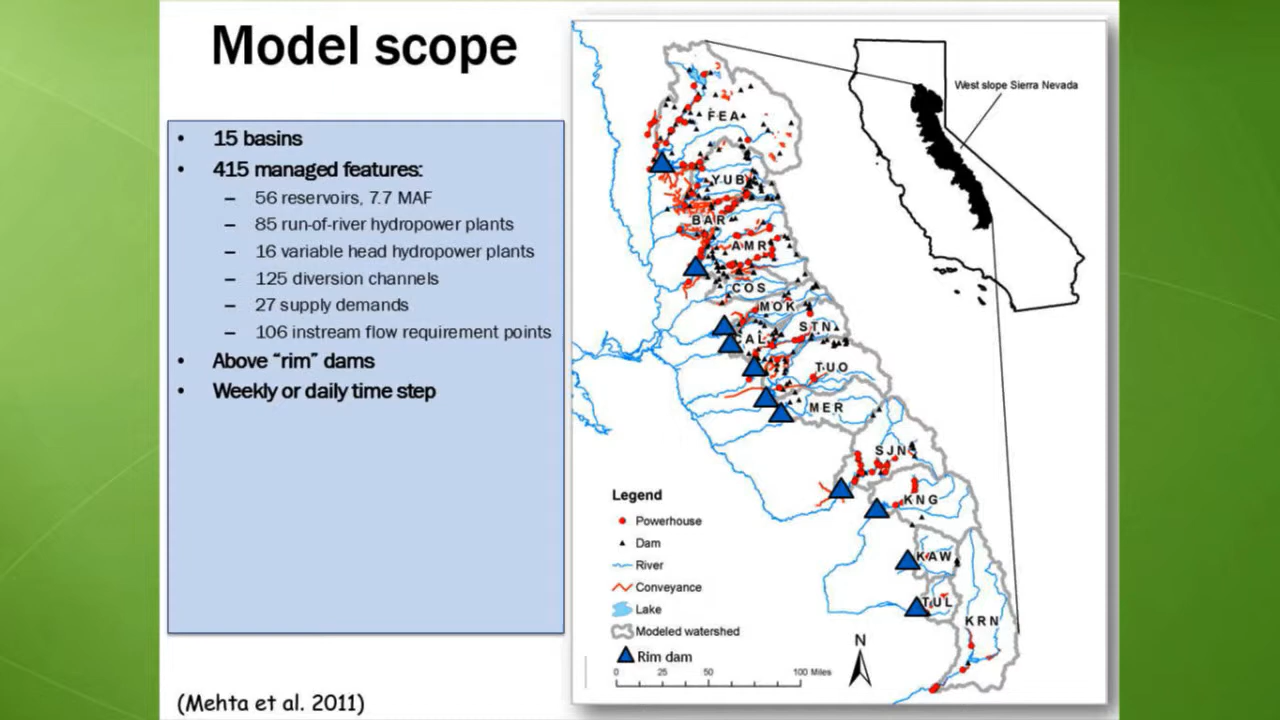 Model scope
• 15 basins
• 415 managed features:
– 56 reservoirs, 7.7 MAF
– 85 run-of-river hydropower plants
– 16 variable head hydropower plants
– 125 diversion channels
– 27 supply demands
– 106 instream flow requirement points
• Above “rim” dams
• Weekly or daily time step
(Mehta et al. 2011)
West slope Sierra Nevada
FEA
YUB
BAR
AMR
COS
MOK
STN
AL
TUO
MER
SJN
KNG
KAW
TUL
KRN
Legend
Powerhouse
Dam
River
Conveyance
Lake
Modeled watershed
Rim dam
N
0 25 50 100 Miles